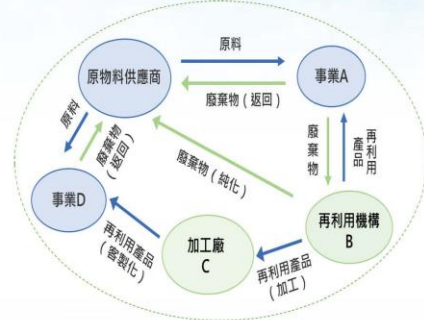 原料
原物料供應商
事業A
廢棄物（返回）
原料
廢棄物
（返回）
廢棄物（純化）
廢棄物
再利用
產品
事業D
再利用機構
B
加工廠
C
再利用產品
（客製化）
再利用產品
（加工）